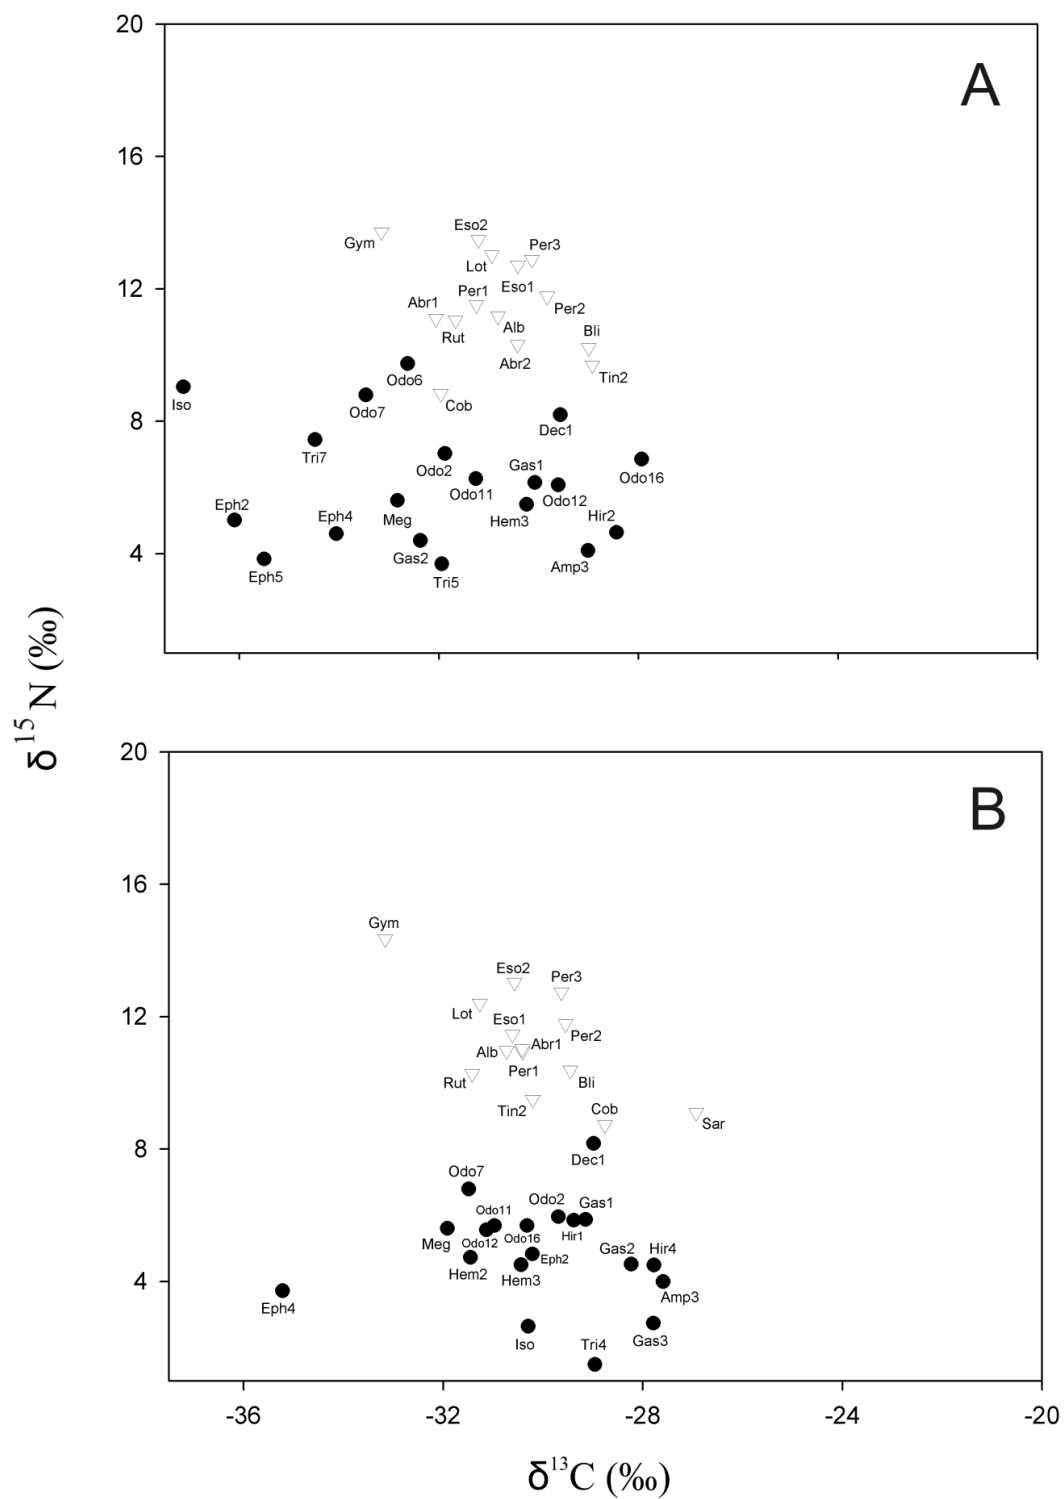 20
A
16
Eso2
Gym
Per3
Lot
12
Eso1
Per1
Abr1
Per2
Alb
Bli
Rut
Abr2
Tin2
Odo6
Iso
Cob
Odo7
8
Dec1
Tri7
Odo2
Gas1
Odo16
Odo11
Odo12
Eph2
Eph4
Meg
Hem3
Hir2
4
Gas2
Amp3
Eph5
Tri5
δ15N (‰)
20
B
16
Gym
Eso2
Per3
12
Lot
Eso1
Per2
Alb
Abr1
Per1
Rut
Bli
Tin2
Cob
Sar
8
Dec1
Odo7
Odo2
Gas1
Odo11
Meg
Odo12
Odo16
Hir1
Gas2
Hir4
Eph2
Hem2
Hem3
4
Amp3
Eph4
Iso
Tri4
Gas3
-36
-32
-28
-24
-20
δ13C (‰)